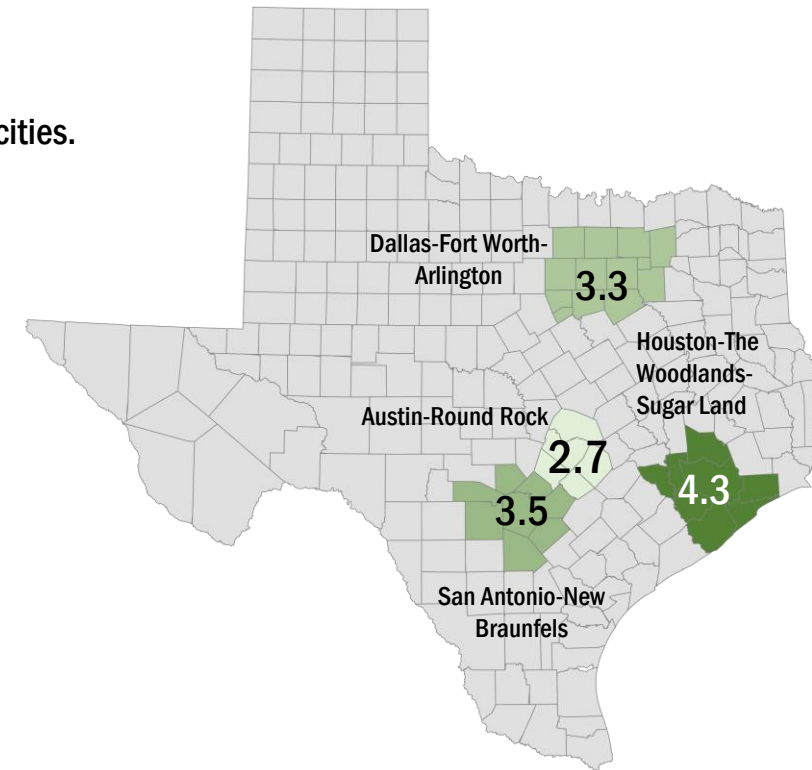 cities.
Dallas-Fort Worth-
Arlington
3.3
Houston-The
Woodlands-
Sugar Land
Austin-Round Rock
2.7
4.3
3.5
San Antonio-New
Braunfels